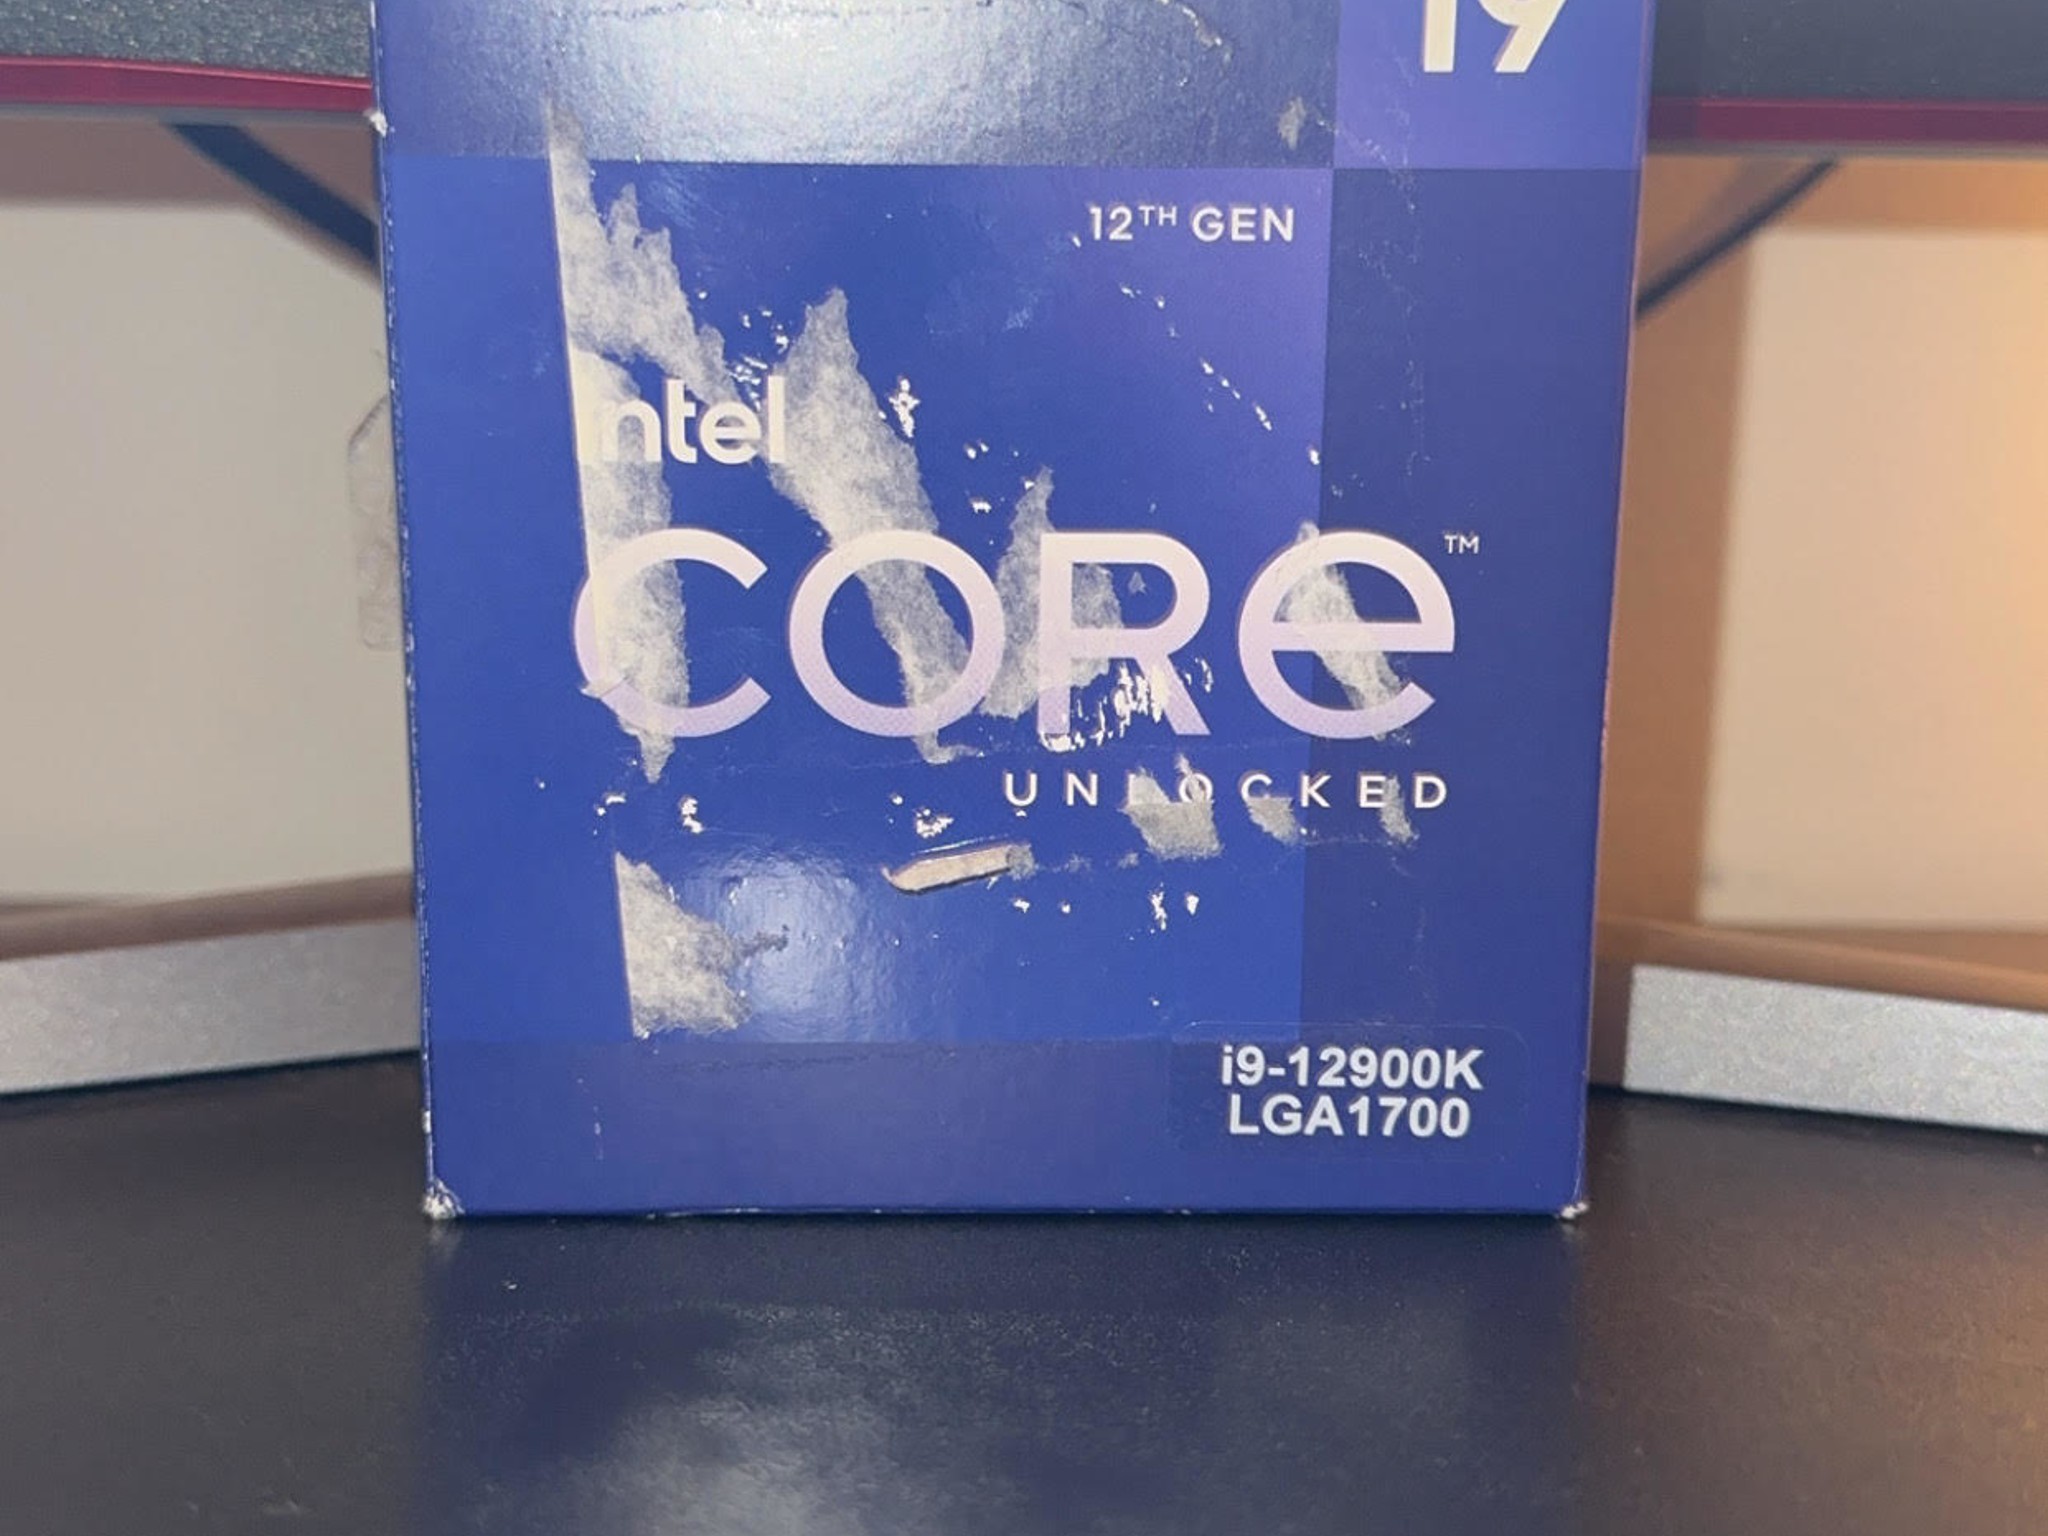 i9
12TH GEN
intel
CORE™
UNLOCKED
i9-12900K
LGA1700